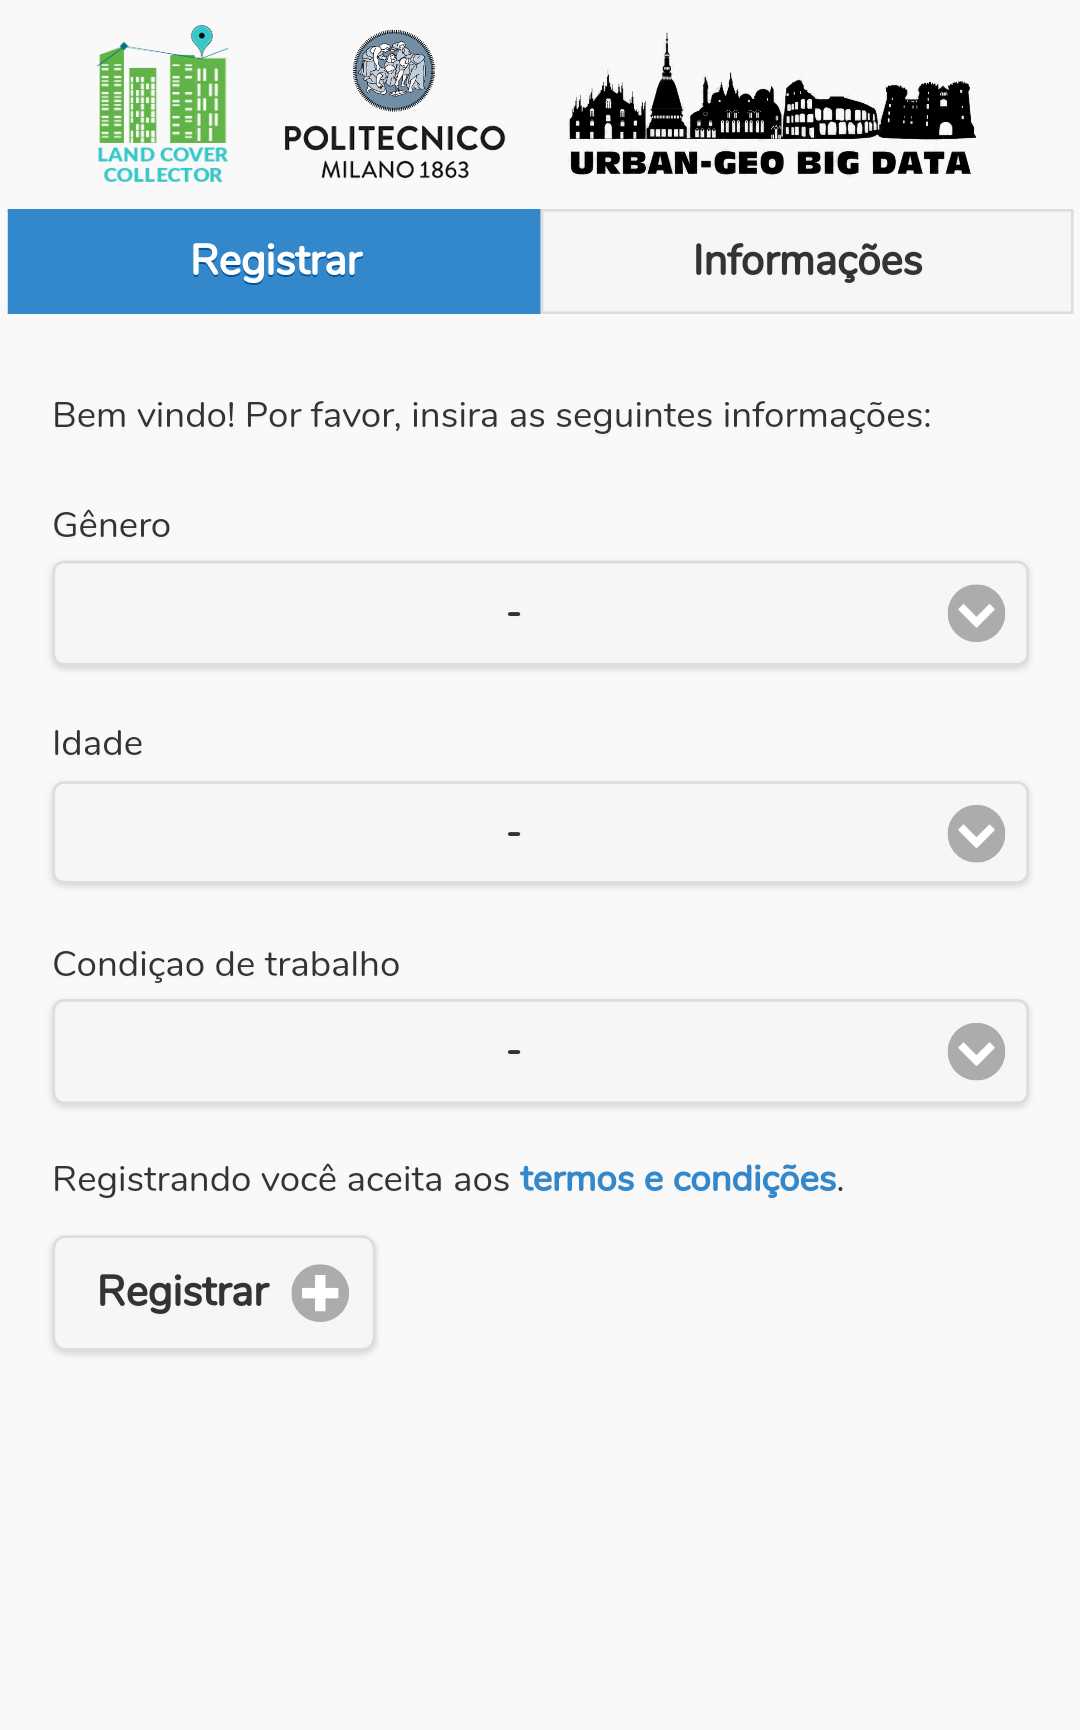 LAND COVER
COLLECTOR
POLITECNICO
MILANO 1863
URBAN-GEO BIG DATA
Registrar
Informações
Bem vindo! Por favor, insira as seguintes informações:
Gênero
-
Idade
-
Condiçao de trabalho
-
Registrando você aceita aos termos e condições.
Registrar